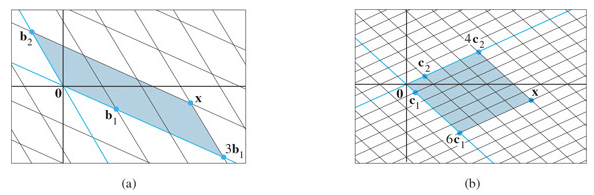 b₂
0
x
b₁
3b₁
(a)
4c₂
c₂
0
c₁
x
6c₁
(b)